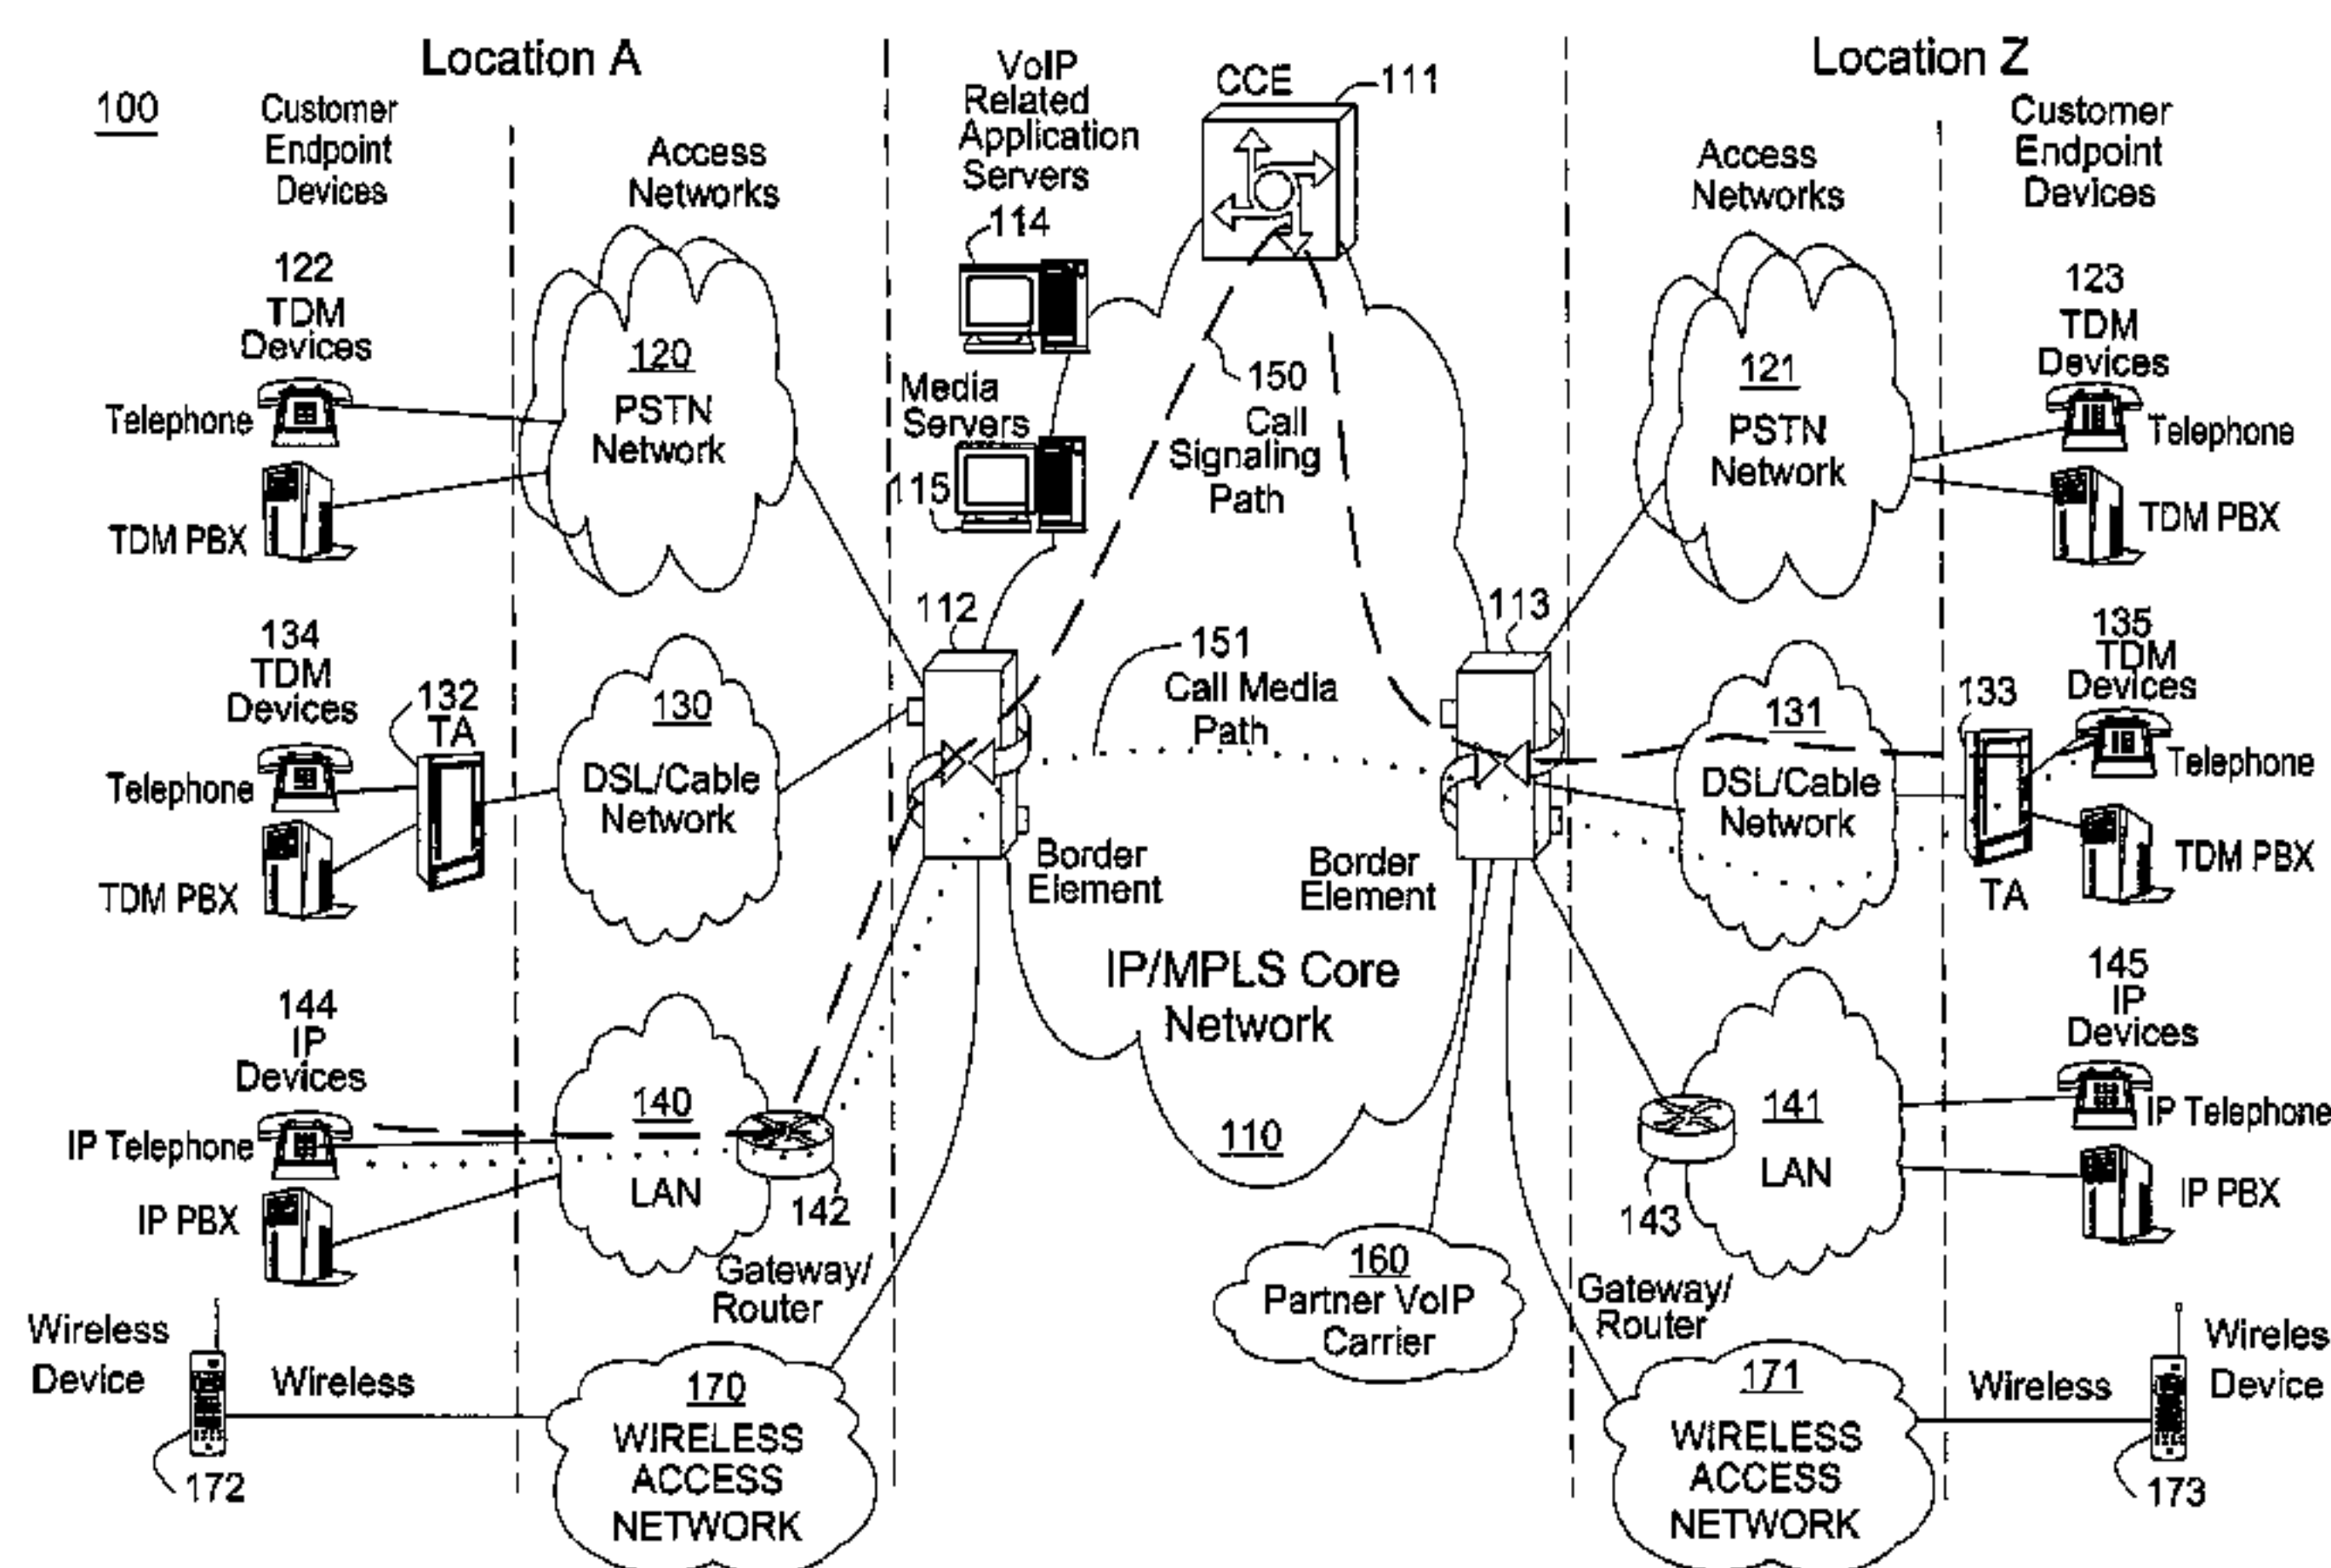 Location A
Location Z
100
Customer
Endpoint
Devices
Access
Networks
VoIP
Related
Application
Servers
114
CCE
111
Access
Networks
Customer
Endpoint
Devices
122
TDM
Devices
Telephone
TDM PBX
120
PSTN
Network
Media
Servers
115
150
Call
Signaling
Path
121
PSTN
Network
123
TDM
Devices
Telephone
TDM PBX
134
TDM
Devices
132
TA
Telephone
TDM PBX
130
DSL/Cable
Network
112
Border
Element
151
Call Media
Path
113
Border
Element
131
DSL/Cable
Network
133
TA
135
TDM
Devices
Telephone
TDM PBX
IP/MPLS Core
Network
110
144
IP
Devices
IP Telephone
IP PBX
140
LAN
142
Gateway/
Router
160
Partner VoIP
Carrier
143
Gateway/
Router
141
LAN
145
IP
Devices
IP Telephone
IP PBX
Wireless
Device
172
Wireless
170
WIRELESS
ACCESS
NETWORK
171
WIRELESS
ACCESS
NETWORK
Wireless
Wireles
Device
173